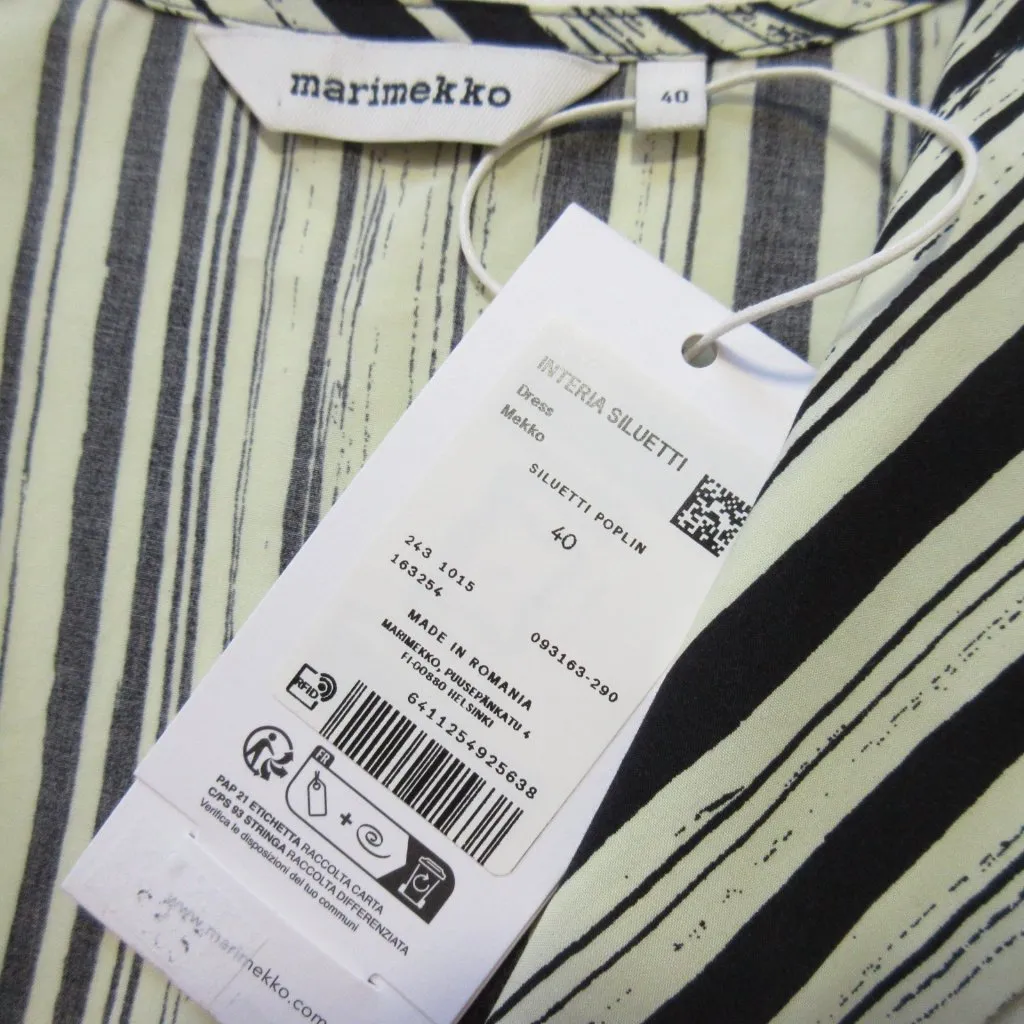 marimekko
40
INTERIA SILUETTI
Dress
Mekko
SILUETTI POPLIN
40
243 1015
163254
093163-290
MADE IN ROMANIA
MARIMEKKO, PUUSEPÄNKATU 4
FI-00880 HELSINKI
6411254925638
RFID
FR
PAP 21 ETICHETTA RACCOLTA CARTA
C/PS 93 STRINGA RACCOLTA DIFFERENZIATA
Verifica le disposizioni del tuo comune
www.marimekko.com